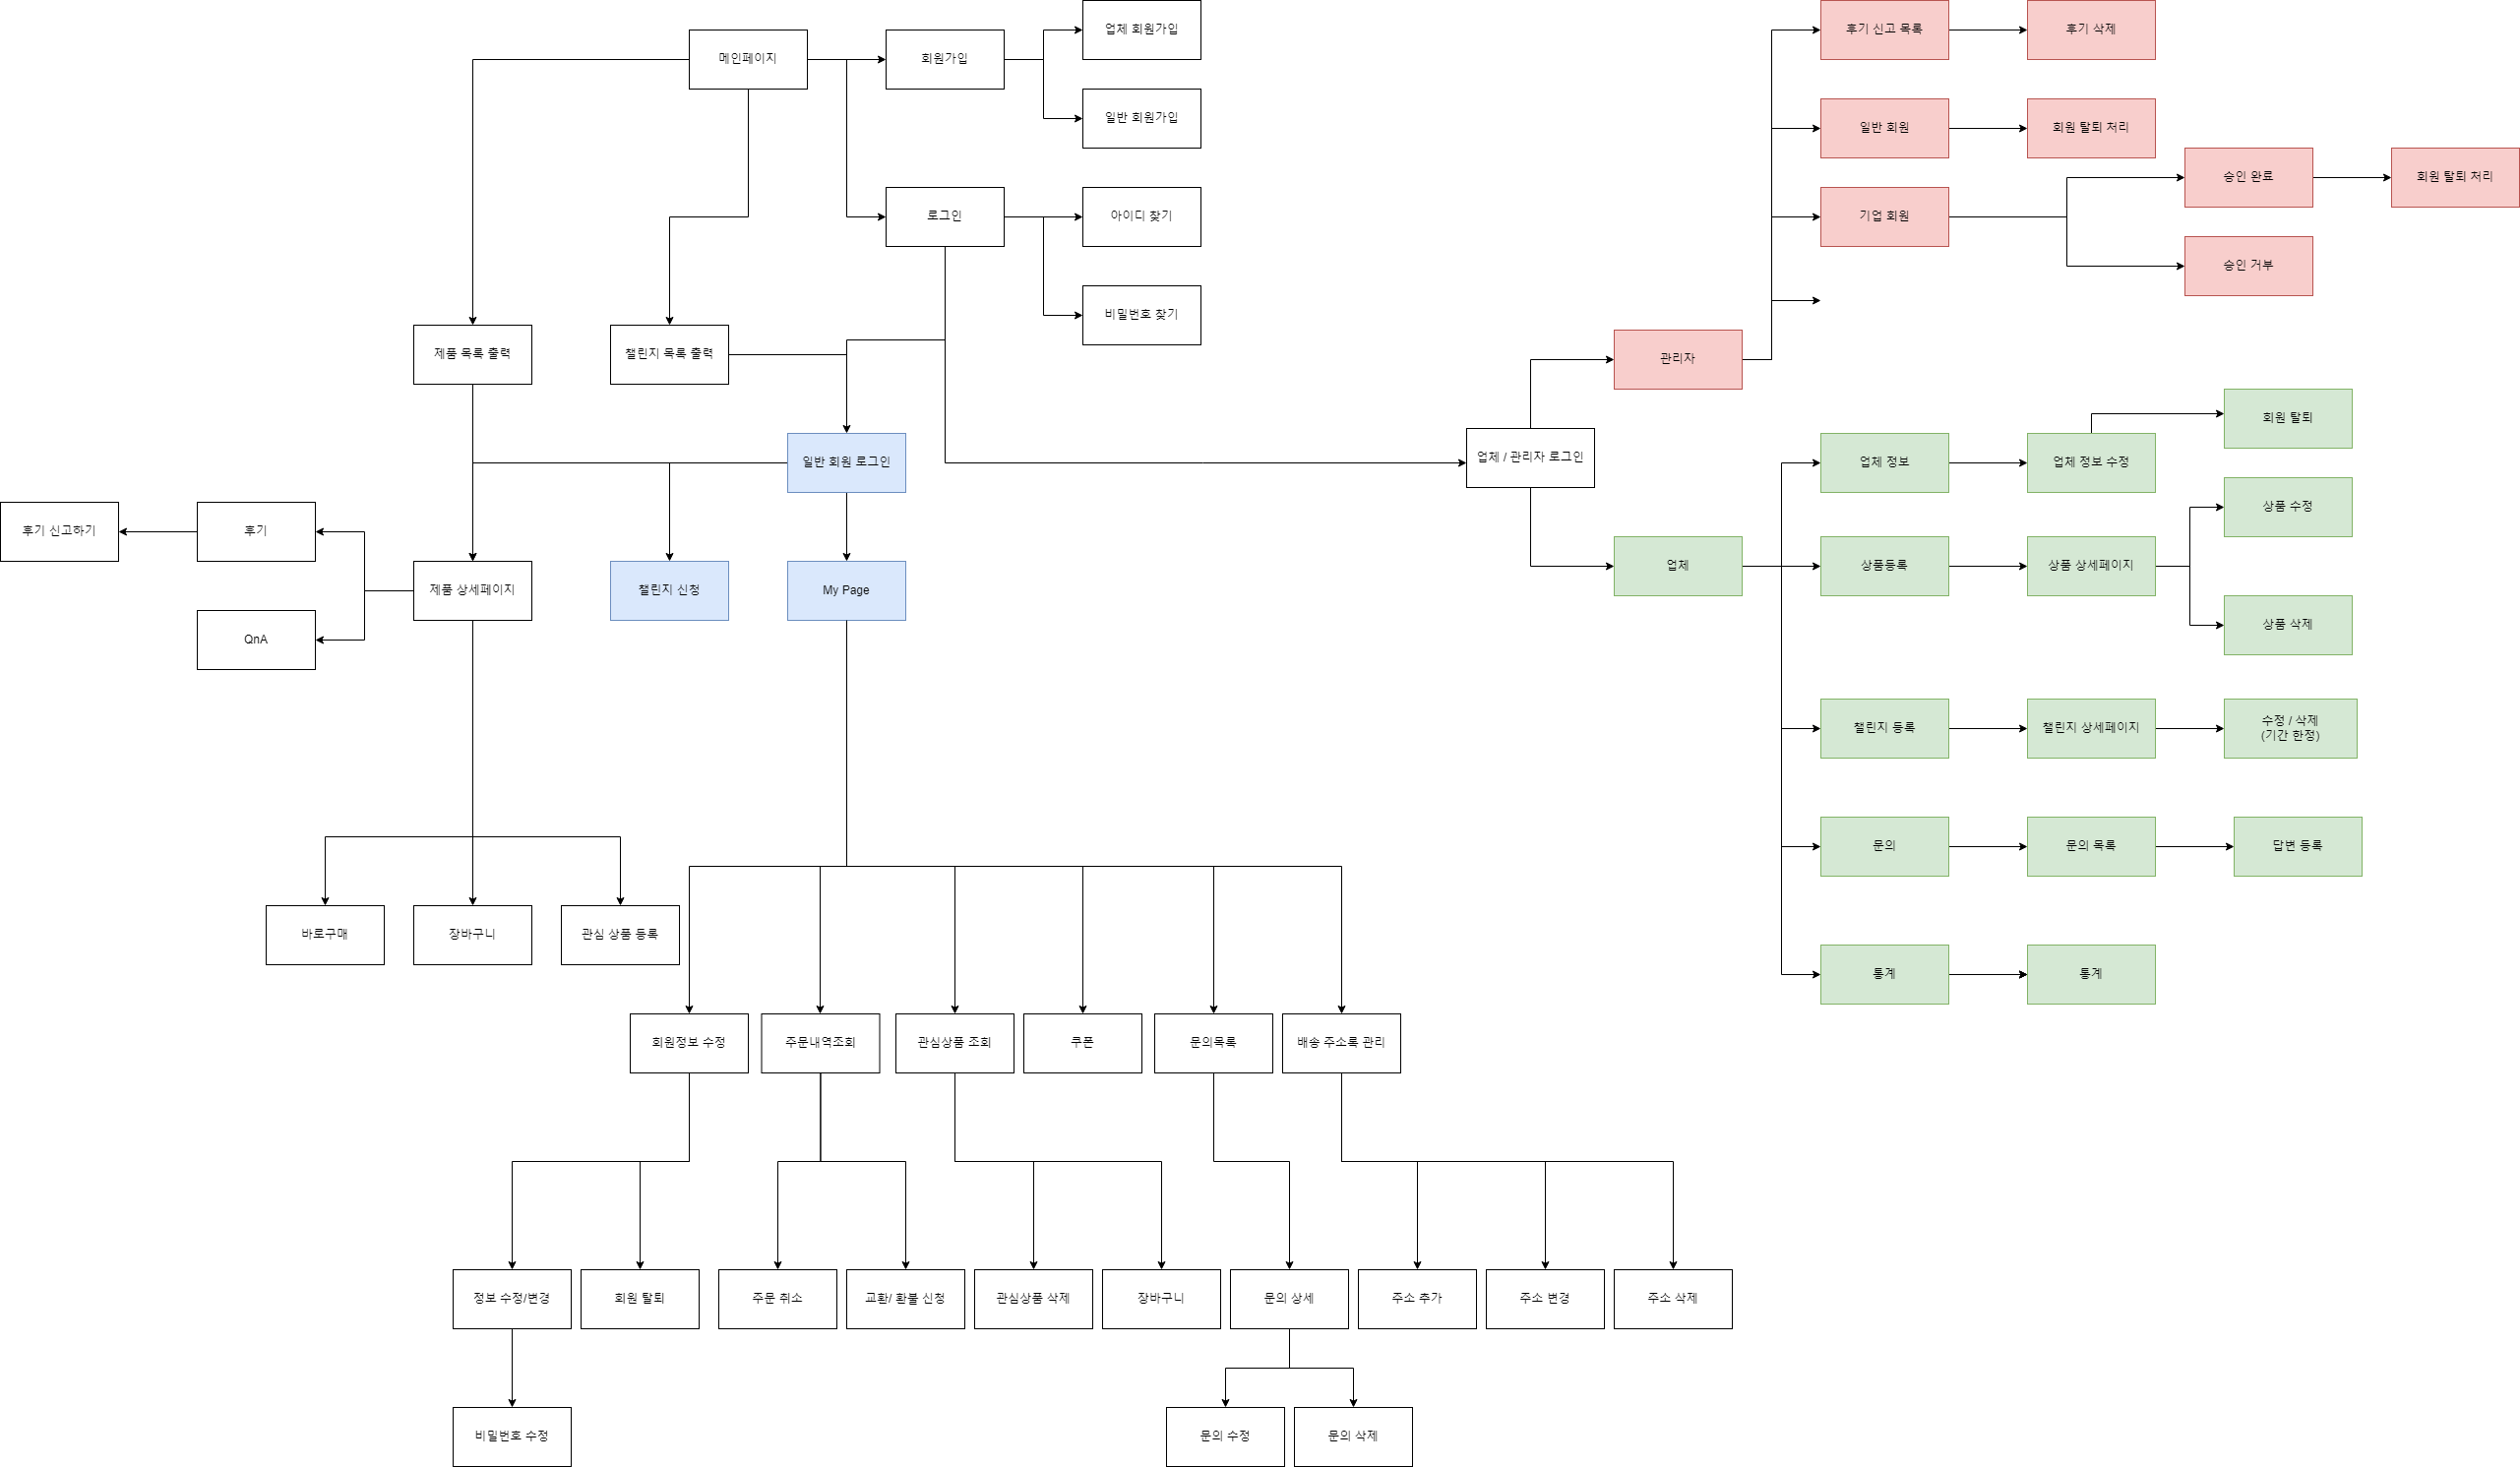 메인페이지
회원가입
업체 회원가입
일반 회원가입
로그인
아이디 찾기
비밀번호 찾기
제품 목록 출력
챌린지 목록 출력
일반 회원 로그인
업체 / 관리자 로그인
후기 신고하기
후기
QnA
제품 상세페이지
챌린지 신청
My Page
바로구매
장바구니
관심 상품 등록
회원정보 수정
주문내역조회
관심상품 조회
쿠폰
문의목록
배송 주소록 관리
정보 수정/변경
회원 탈퇴
주문 취소
교환/ 환불 신청
관심상품 삭제
장바구니
문의 상세
주소 추가
주소 변경
주소 삭제
비밀번호 수정
문의 수정
문의 삭제
관리자
후기 신고 목록
후기 삭제
일반 회원
회원 탈퇴 처리
기업 회원
승인 완료
회원 탈퇴 처리
승인 거부
업체
업체 정보
업체 정보 수정
회원 탈퇴
상품등록
상품 상세페이지
상품 수정
상품 삭제
챌린지 등록
챌린지 상세페이지
수정 / 삭제
(기간 한정)
문의
문의 목록
답변 등록
통계
통계